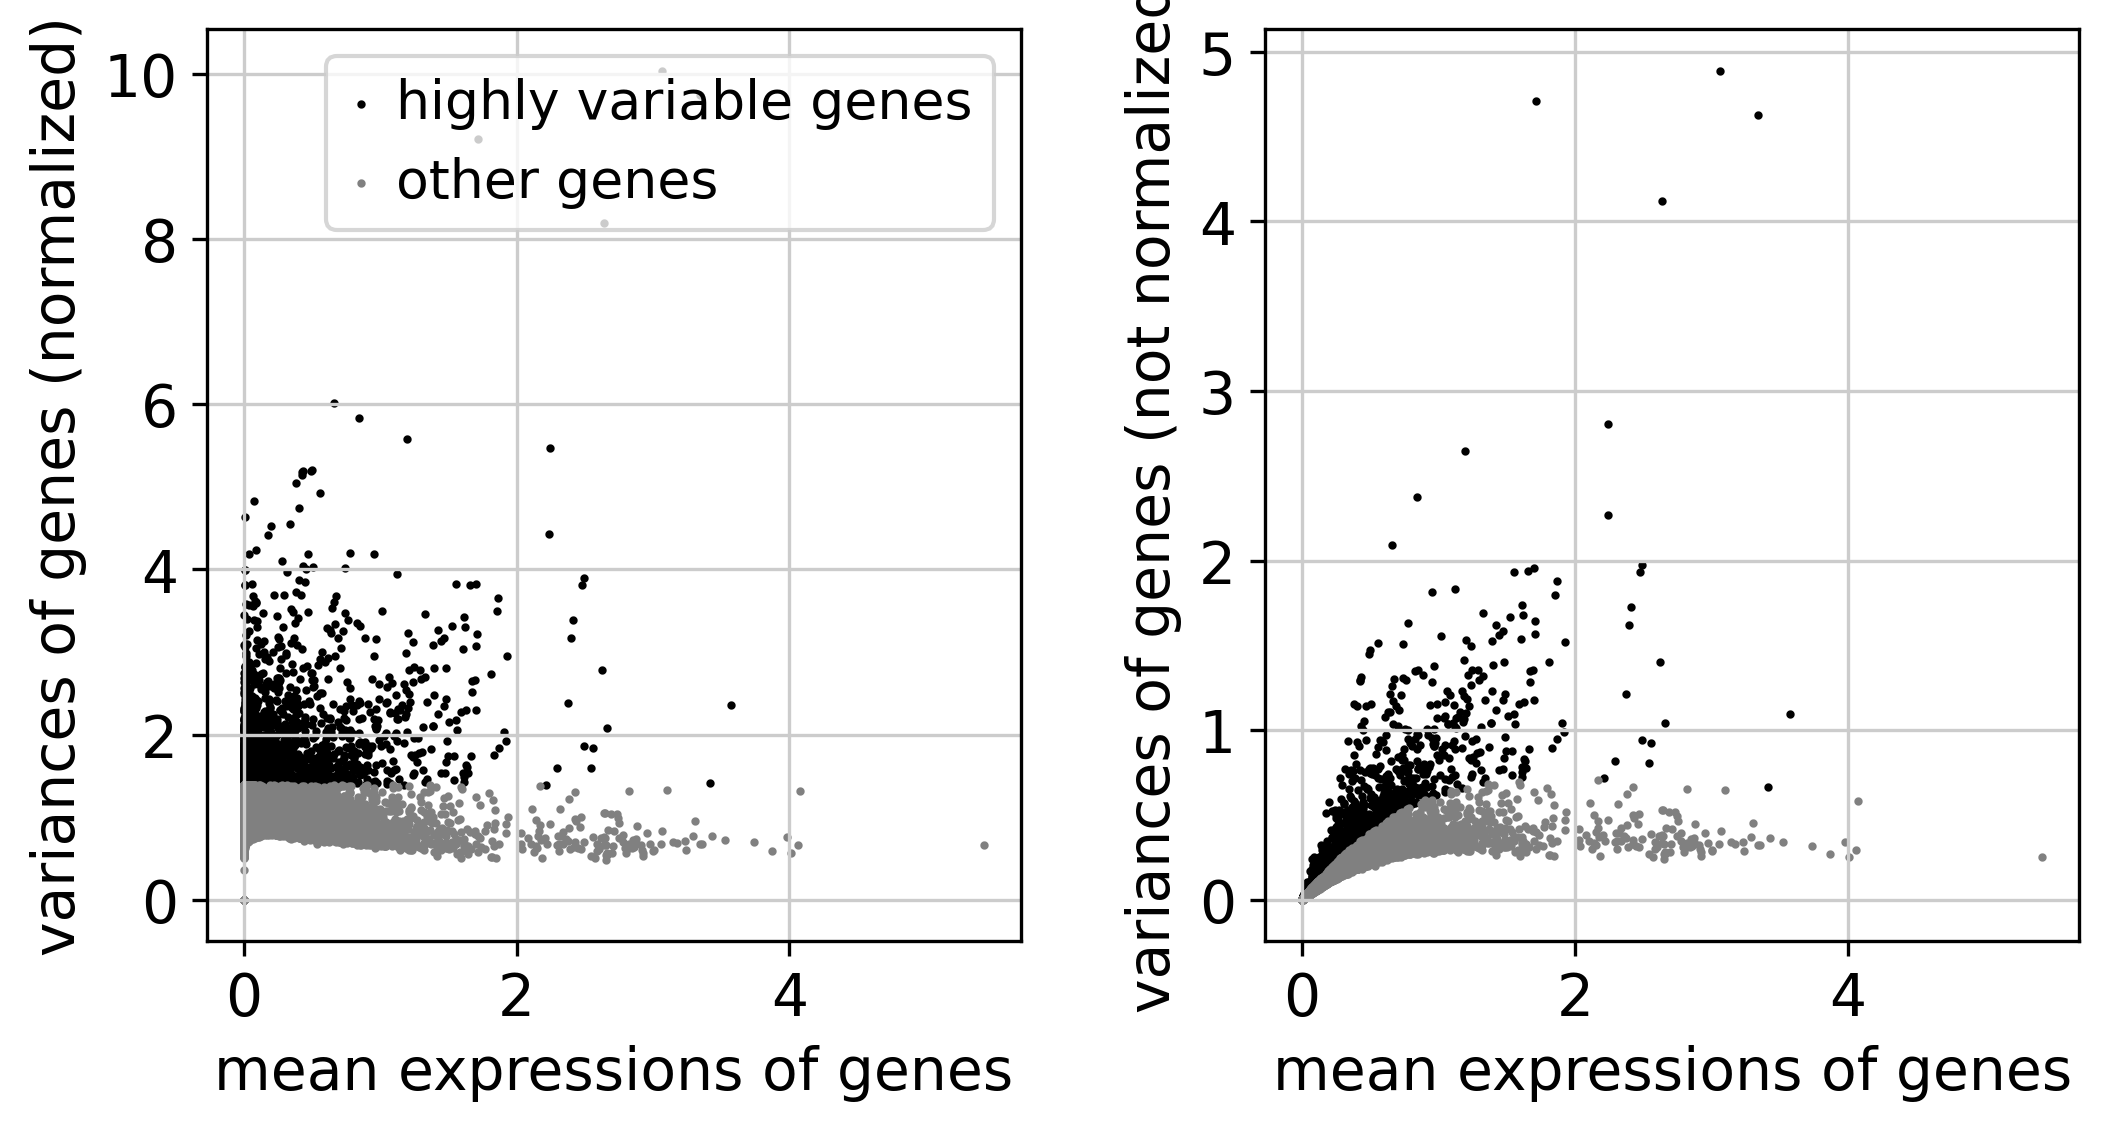 variances of genes (normalized)
10
8
6
4
2
0
highly variable genes
other genes
0 2 4
mean expressions of genes
variances of genes (not normalized
5
4
3
2
1
0
0 2 4
mean expressions of genes